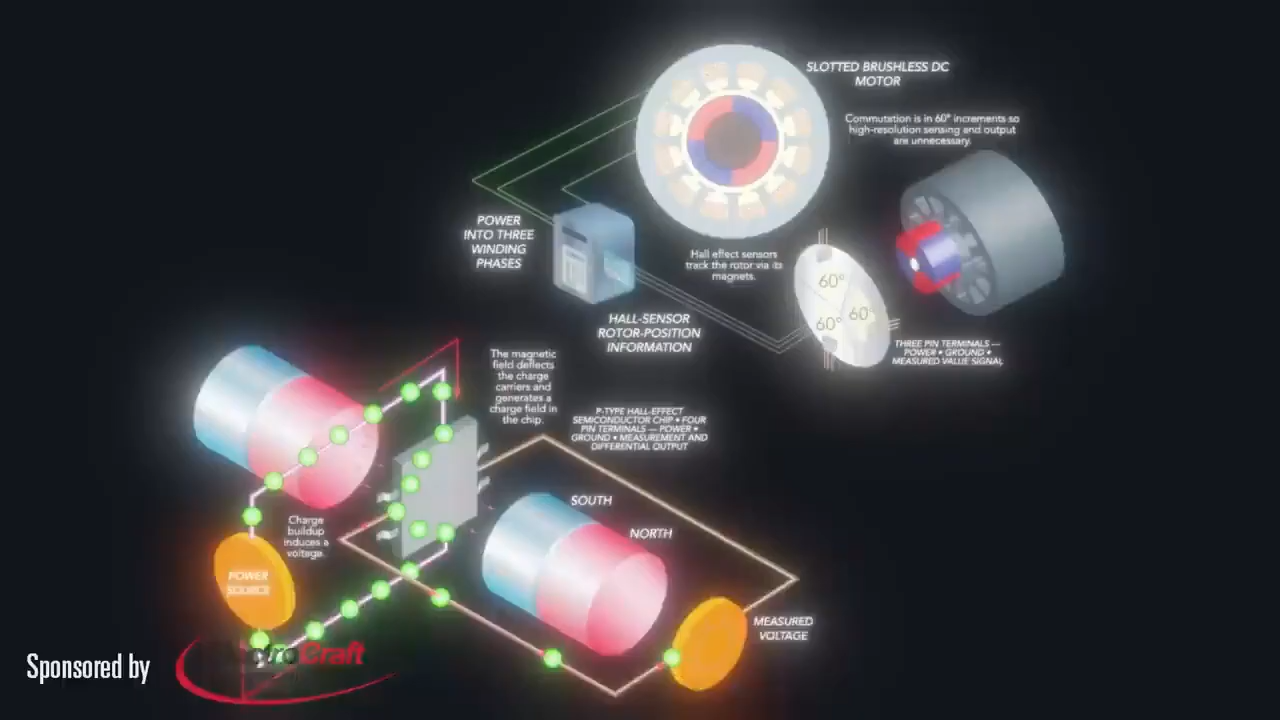 SLOTTED BRUSHLESS DC
MOTOR
Commutation is in 60° increments so
high-resolution sensing and output
are unnecessary.
POWER
INTO THREE
WINDING
PHASES
Hall effect sensors
track the rotor via its
magnets.
60°
60°
60°
HALL-SENSOR
ROTOR-POSITION
INFORMATION
THREE PIN TERMINALS —
POWER • GROUND •
MEASURED VALUE SIGNAL
The magnetic
field deflects
the charge
carriers and
generates a
charge field in
the chip.
P-TYPE HALL-EFFECT
SEMICONDUCTOR CHIP • FOUR
PIN TERMINALS — POWER •
GROUND • MEASUREMENT AND
DIFFERENTIAL OUTPUT
SOUTH
NORTH
Charge
buildup
induces a
voltage.
POWER
SOURCE
MEASURED
VOLTAGE
Sponsored by
ElectroCraft